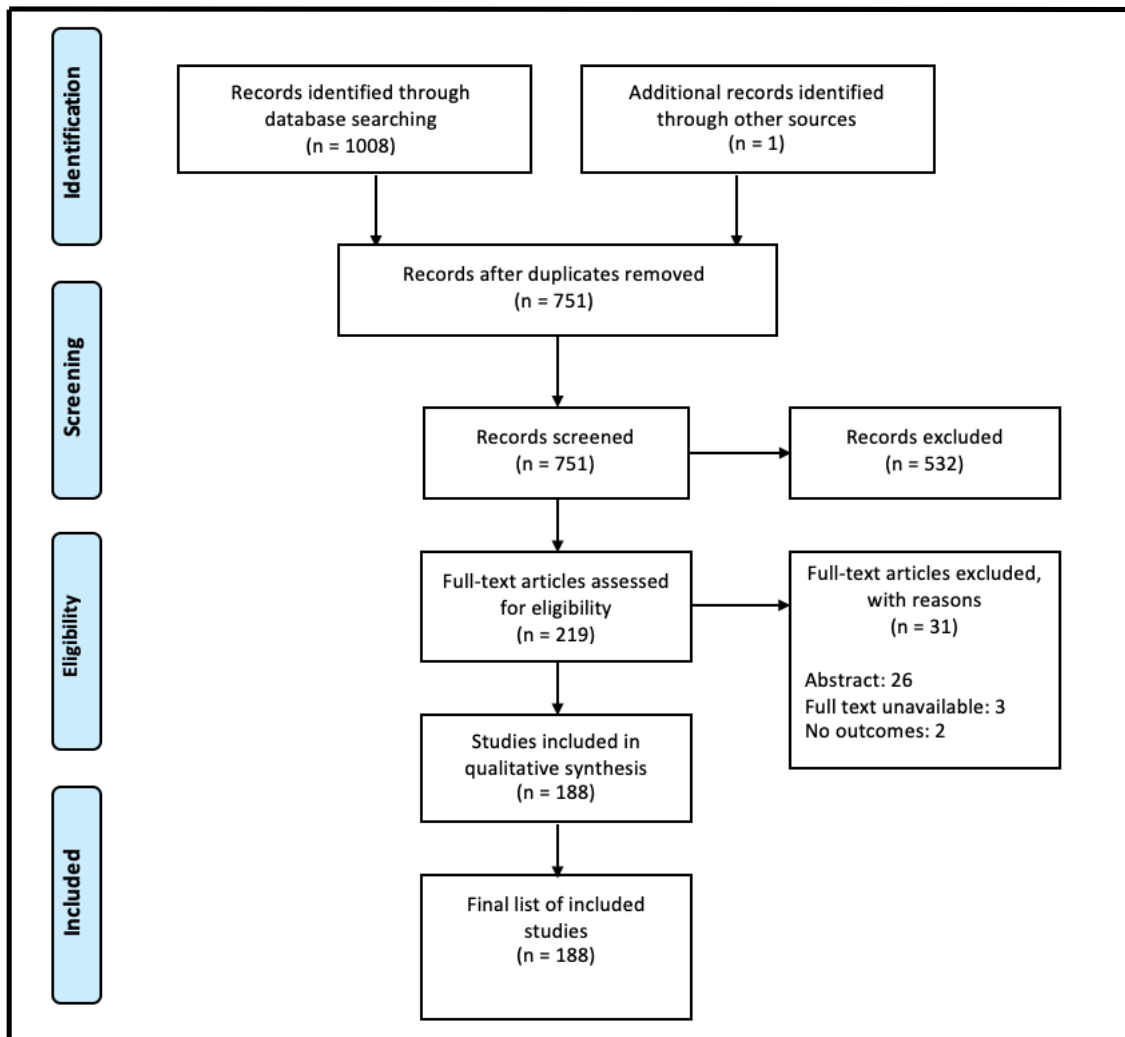 Identification
Records identified through
database searching
(n = 1008)
Additional records identified
through other sources
(n = 1)
Records after duplicates removed
(n = 751)
Screening
Records screened
(n = 751)
Records excluded
(n = 532)
Eligibility
Full-text articles assessed
for eligibility
(n = 219)
Full-text articles excluded,
with reasons
(n = 31)
Abstract: 26
Full text unavailable: 3
No outcomes: 2
Studies included in
qualitative synthesis
(n = 188)
Included
Final list of included
studies
(n = 188)